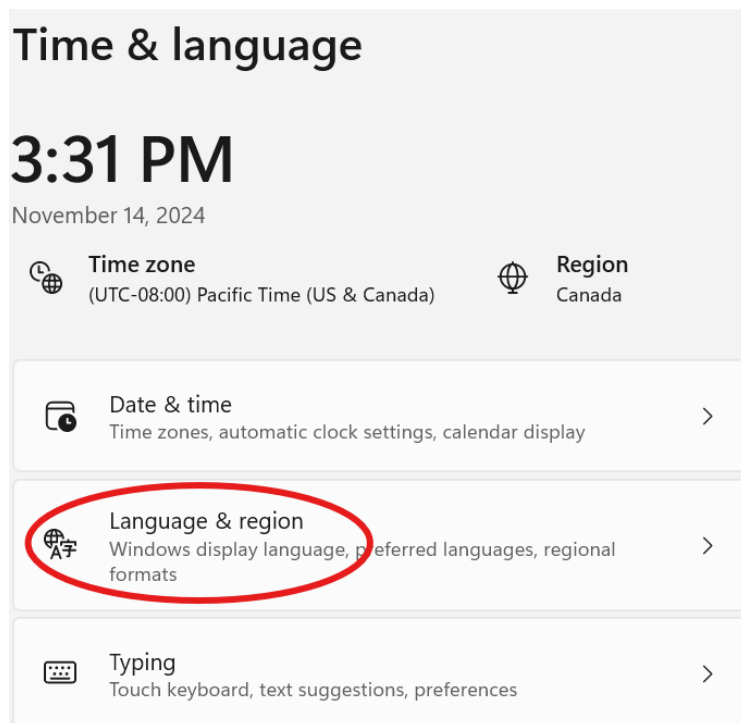 Time & language
3:31 PM
November 14, 2024
Time zone
(UTC-08:00) Pacific Time (US & Canada)
Region
Canada
Date & time
Time zones, automatic clock settings, calendar display
Language & region
Windows display language, preferred languages, regional
formats
Typing
Touch keyboard, text suggestions, preferences